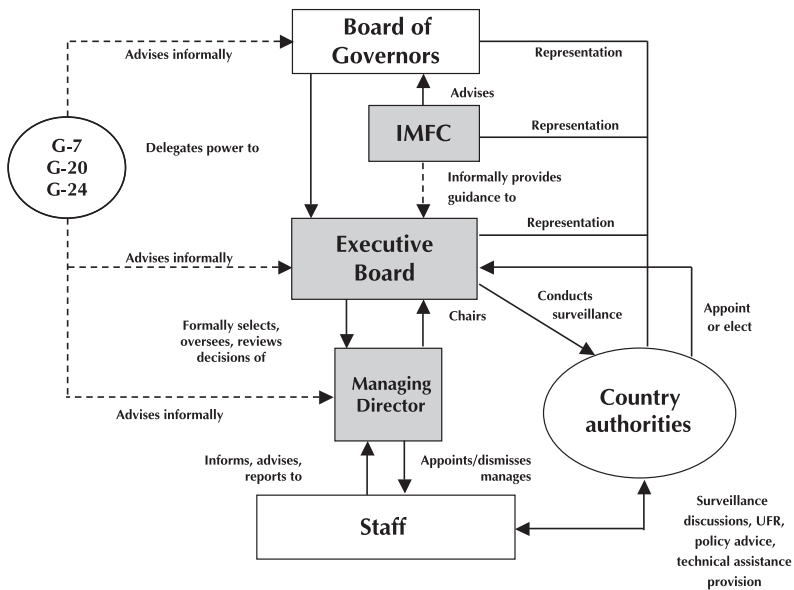 Board of
Governors
Advises informally
Representation
Advises
IMFC
Representation
G-7
G-20
G-24
Delegates power to
Informally provides
guidance to
Representation
Executive
Board
Advises informally
Conducts
surveillance
Appoint
or elect
Chairs
Formally selects,
oversees, reviews
decisions of
Managing
Director
Country
authorities
Advises informally
Informs, advises,
reports to
Appoints/dismisses
manages
Staff
Surveillance
discussions, UFR,
policy advice,
technical assistance
provision